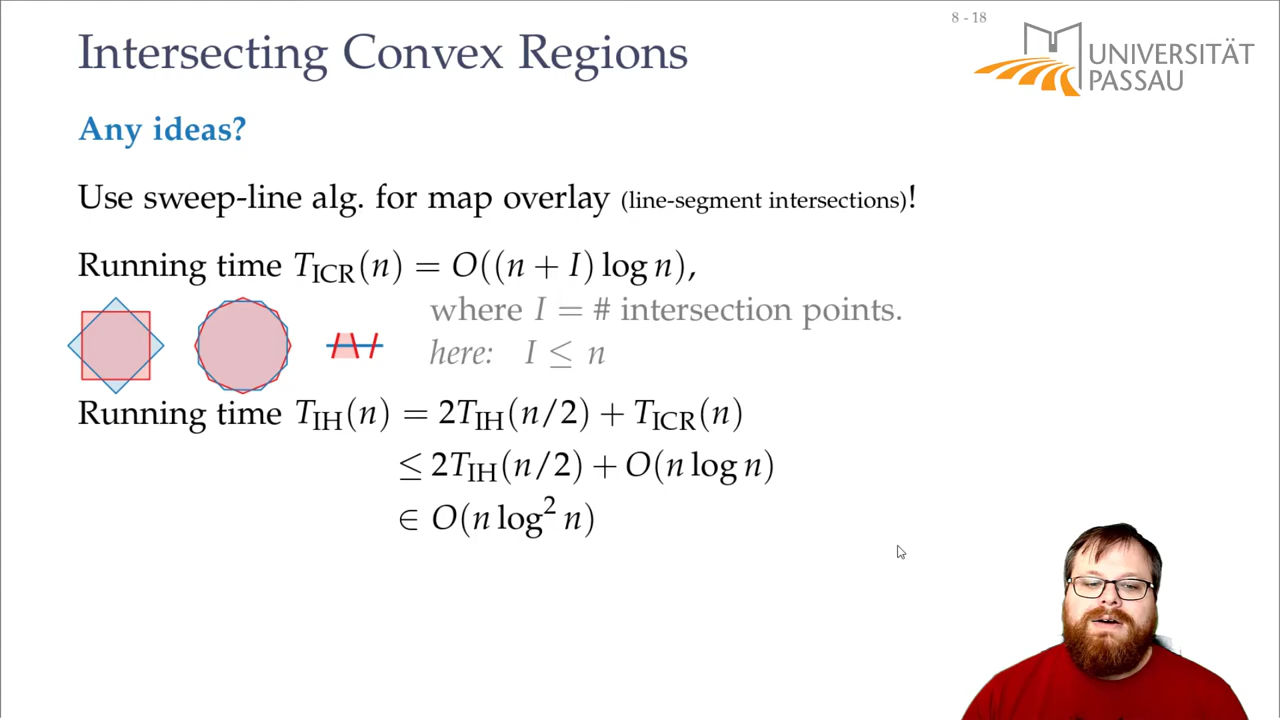 8 - 18
Intersecting Convex Regions
UNIVERSITÄT
PASSAU
Any ideas?
Use sweep-line alg. for map overlay (line-segment intersections)!
Running time T_ICR(n) = O((n + I) log n),
where I = # intersection points.
here: I ≤ n
Running time T_IH(n) = 2T_IH(n/2) + T_ICR(n)
≤ 2T_IH(n/2) + O(n log n)
∈ O(n log² n)